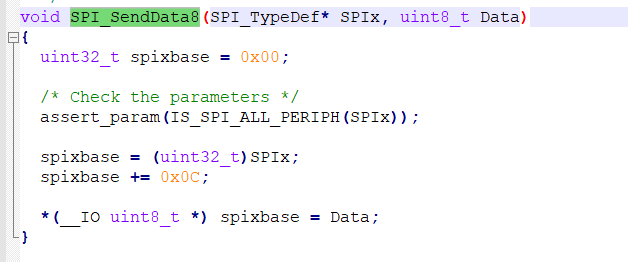 void SPI_SendData8(SPI_TypeDef* SPIx, uint8_t Data)
{
uint32_t spixbase = 0x00;
/* Check the parameters */
assert_param(IS_SPI_ALL_PERIPH(SPIx));
spixbase = (uint32_t)SPIx;
spixbase += 0x0C;
*(__IO uint8_t *) spixbase = Data;
}